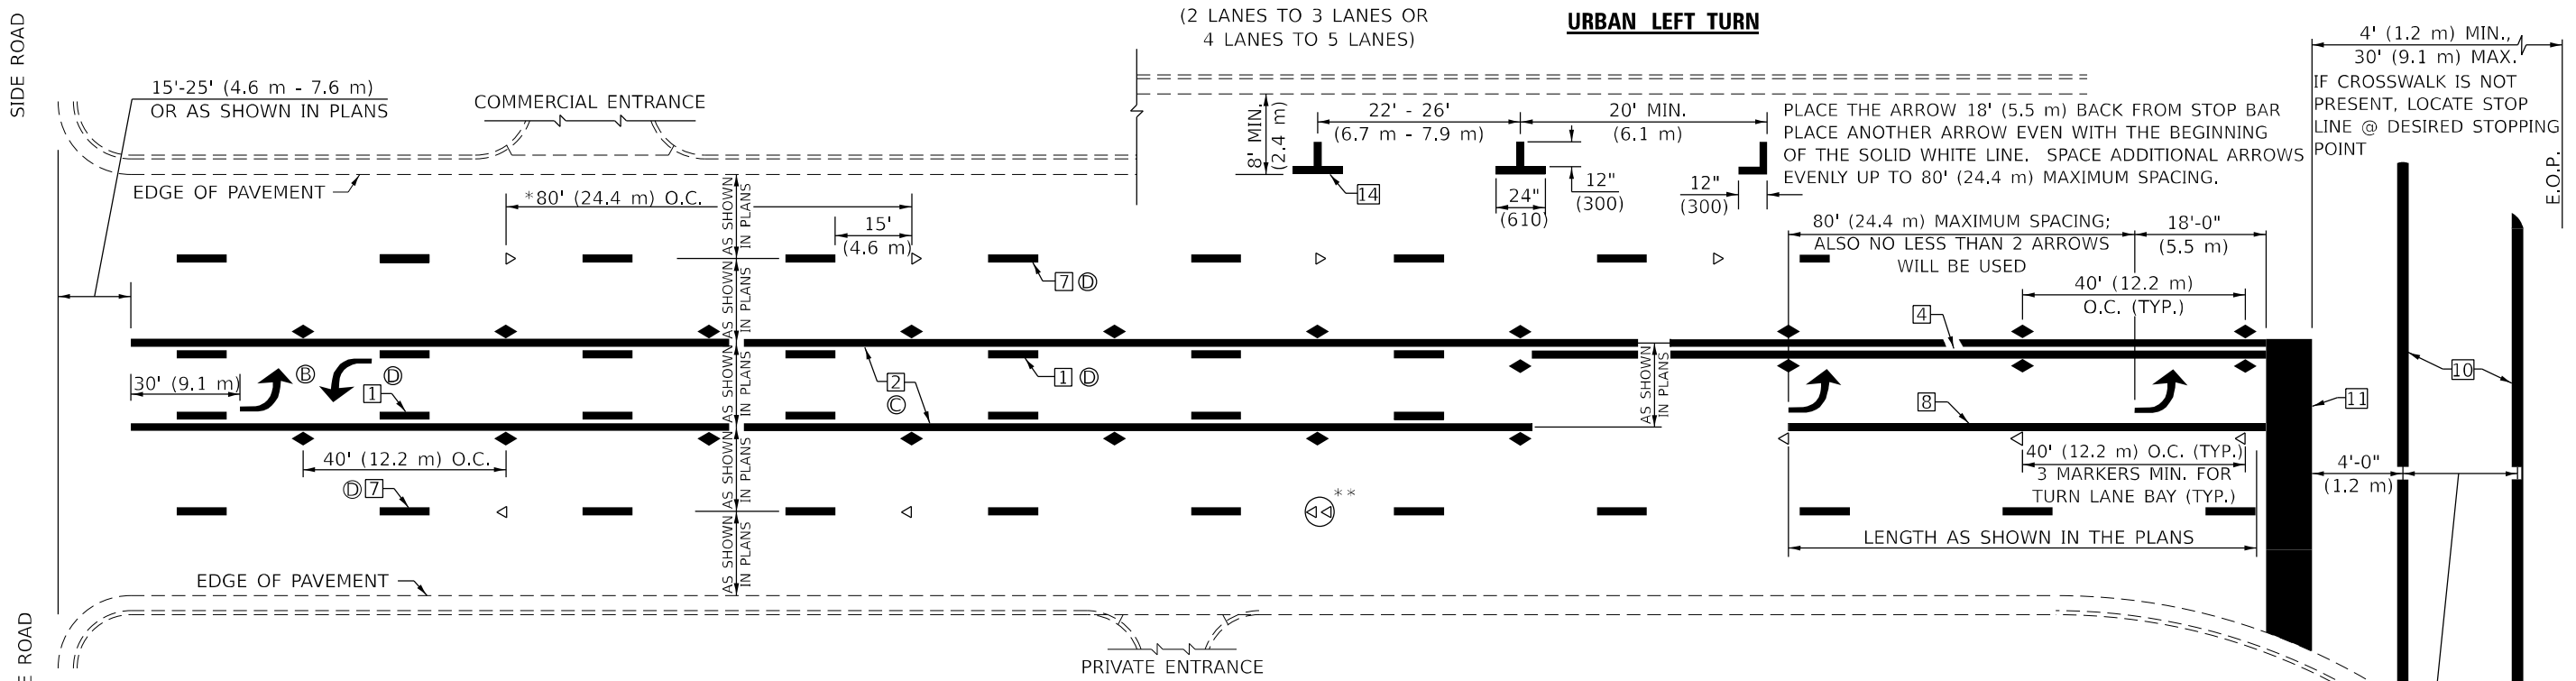 SIDE ROAD
(2 LANES TO 3 LANES OR
4 LANES TO 5 LANES)
URBAN LEFT TURN
4' (1.2 m) MIN.,
30' (9.1 m) MAX.
IF CROSSWALK IS NOT
PRESENT, LOCATE STOP
LINE @ DESIRED STOPPING
POINT
E.O.P.
15'-25' (4.6 m - 7.6 m)
OR AS SHOWN IN PLANS
COMMERCIAL ENTRANCE
EDGE OF PAVEMENT
8' MIN.
(2.4 m)
22' - 26'
(6.7 m - 7.9 m)
20' MIN.
(6.1 m)
PLACE THE ARROW 18' (5.5 m) BACK FROM STOP BAR
PLACE ANOTHER ARROW EVEN WITH THE BEGINNING
OF THE SOLID WHITE LINE. SPACE ADDITIONAL ARROWS
EVENLY UP TO 80' (24.4 m) MAXIMUM SPACING.
14
24"
(610)
12"
(300)
12"
(300)
*80' (24.4 m) O.C.
15'
(4.6 m)
AS SHOWN
IN PLANS
7 D
80' (24.4 m) MAXIMUM SPACING;
ALSO NO LESS THAN 2 ARROWS
WILL BE USED
18'-0"
(5.5 m)
40' (12.2 m)
O.C. (TYP.)
AS SHOWN
IN PLANS
4
30' (9.1 m)
B
D
1
AS SHOWN
IN PLANS
2
C
1 D
AS SHOWN
IN PLANS
8
11
10
40' (12.2 m) O.C.
D 7
AS SHOWN
IN PLANS
**
40' (12.2 m) O.C. (TYP.)
3 MARKERS MIN. FOR
TURN LANE BAY (TYP.)
4'-0"
(1.2 m)
LENGTH AS SHOWN IN THE PLANS
AS SHOWN
IN PLANS
EDGE OF PAVEMENT
PRIVATE ENTRANCE
E ROAD